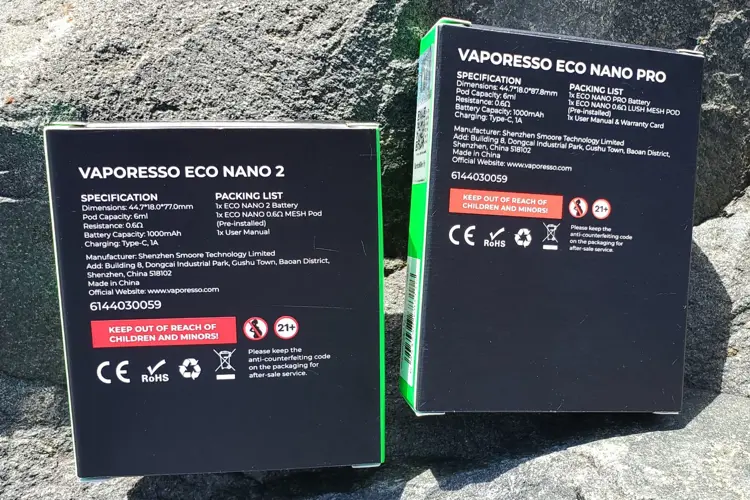 VAPORESSO ECO NANO 2
SPECIFICATION
Dimensions: 44.7*18.0*77.0mm
Pod Capacity: 6ml
Resistance: 0.6Ω
Battery Capacity: 1000mAh
Charging: Type-C, 1A
PACKING LIST
1x ECO NANO 2 Battery
1x ECO NANO 0.6Ω MESH Pod
(Pre-installed)
1x User Manual
Manufacturer: Shenzhen Smoore Technology Limited
Add: Building 8, Dongcai Industrial Park, Gushu Town, Baoan District,
Shenzhen, China 518102
Made in China
Official Website: www.vaporesso.com
6144030059
KEEP OUT OF REACH OF
CHILDREN AND MINORS!
21+
CE
RoHS
Please keep the
anti-counterfeiting code
on the packaging for
after-sale service.
VAPORESSO ECO NANO PRO
SPECIFICATION
Dimensions: 44.7*18.0*87.8mm
Pod Capacity: 6ml
Resistance: 0.6Ω
Battery Capacity: 1000mAh
Charging: Type-C, 1A
PACKING LIST
1x ECO NANO PRO Battery
1x ECO NANO 0.6Ω LUSH MESH POD
(Pre-installed)
1x User Manual & Warranty Card
Manufacturer: Shenzhen Smoore Technology Limited
Add: Building 8, Dongcai Industrial Park, Gushu Town, Baoan District,
Shenzhen, China 518102
Made in China
Official Website: www.vaporesso.com
6144030059
KEEP OUT OF REACH OF
CHILDREN AND MINORS!
21+
CE
RoHS
Please keep the
anti-counterfeiting code
on the packaging for
after-sale service.